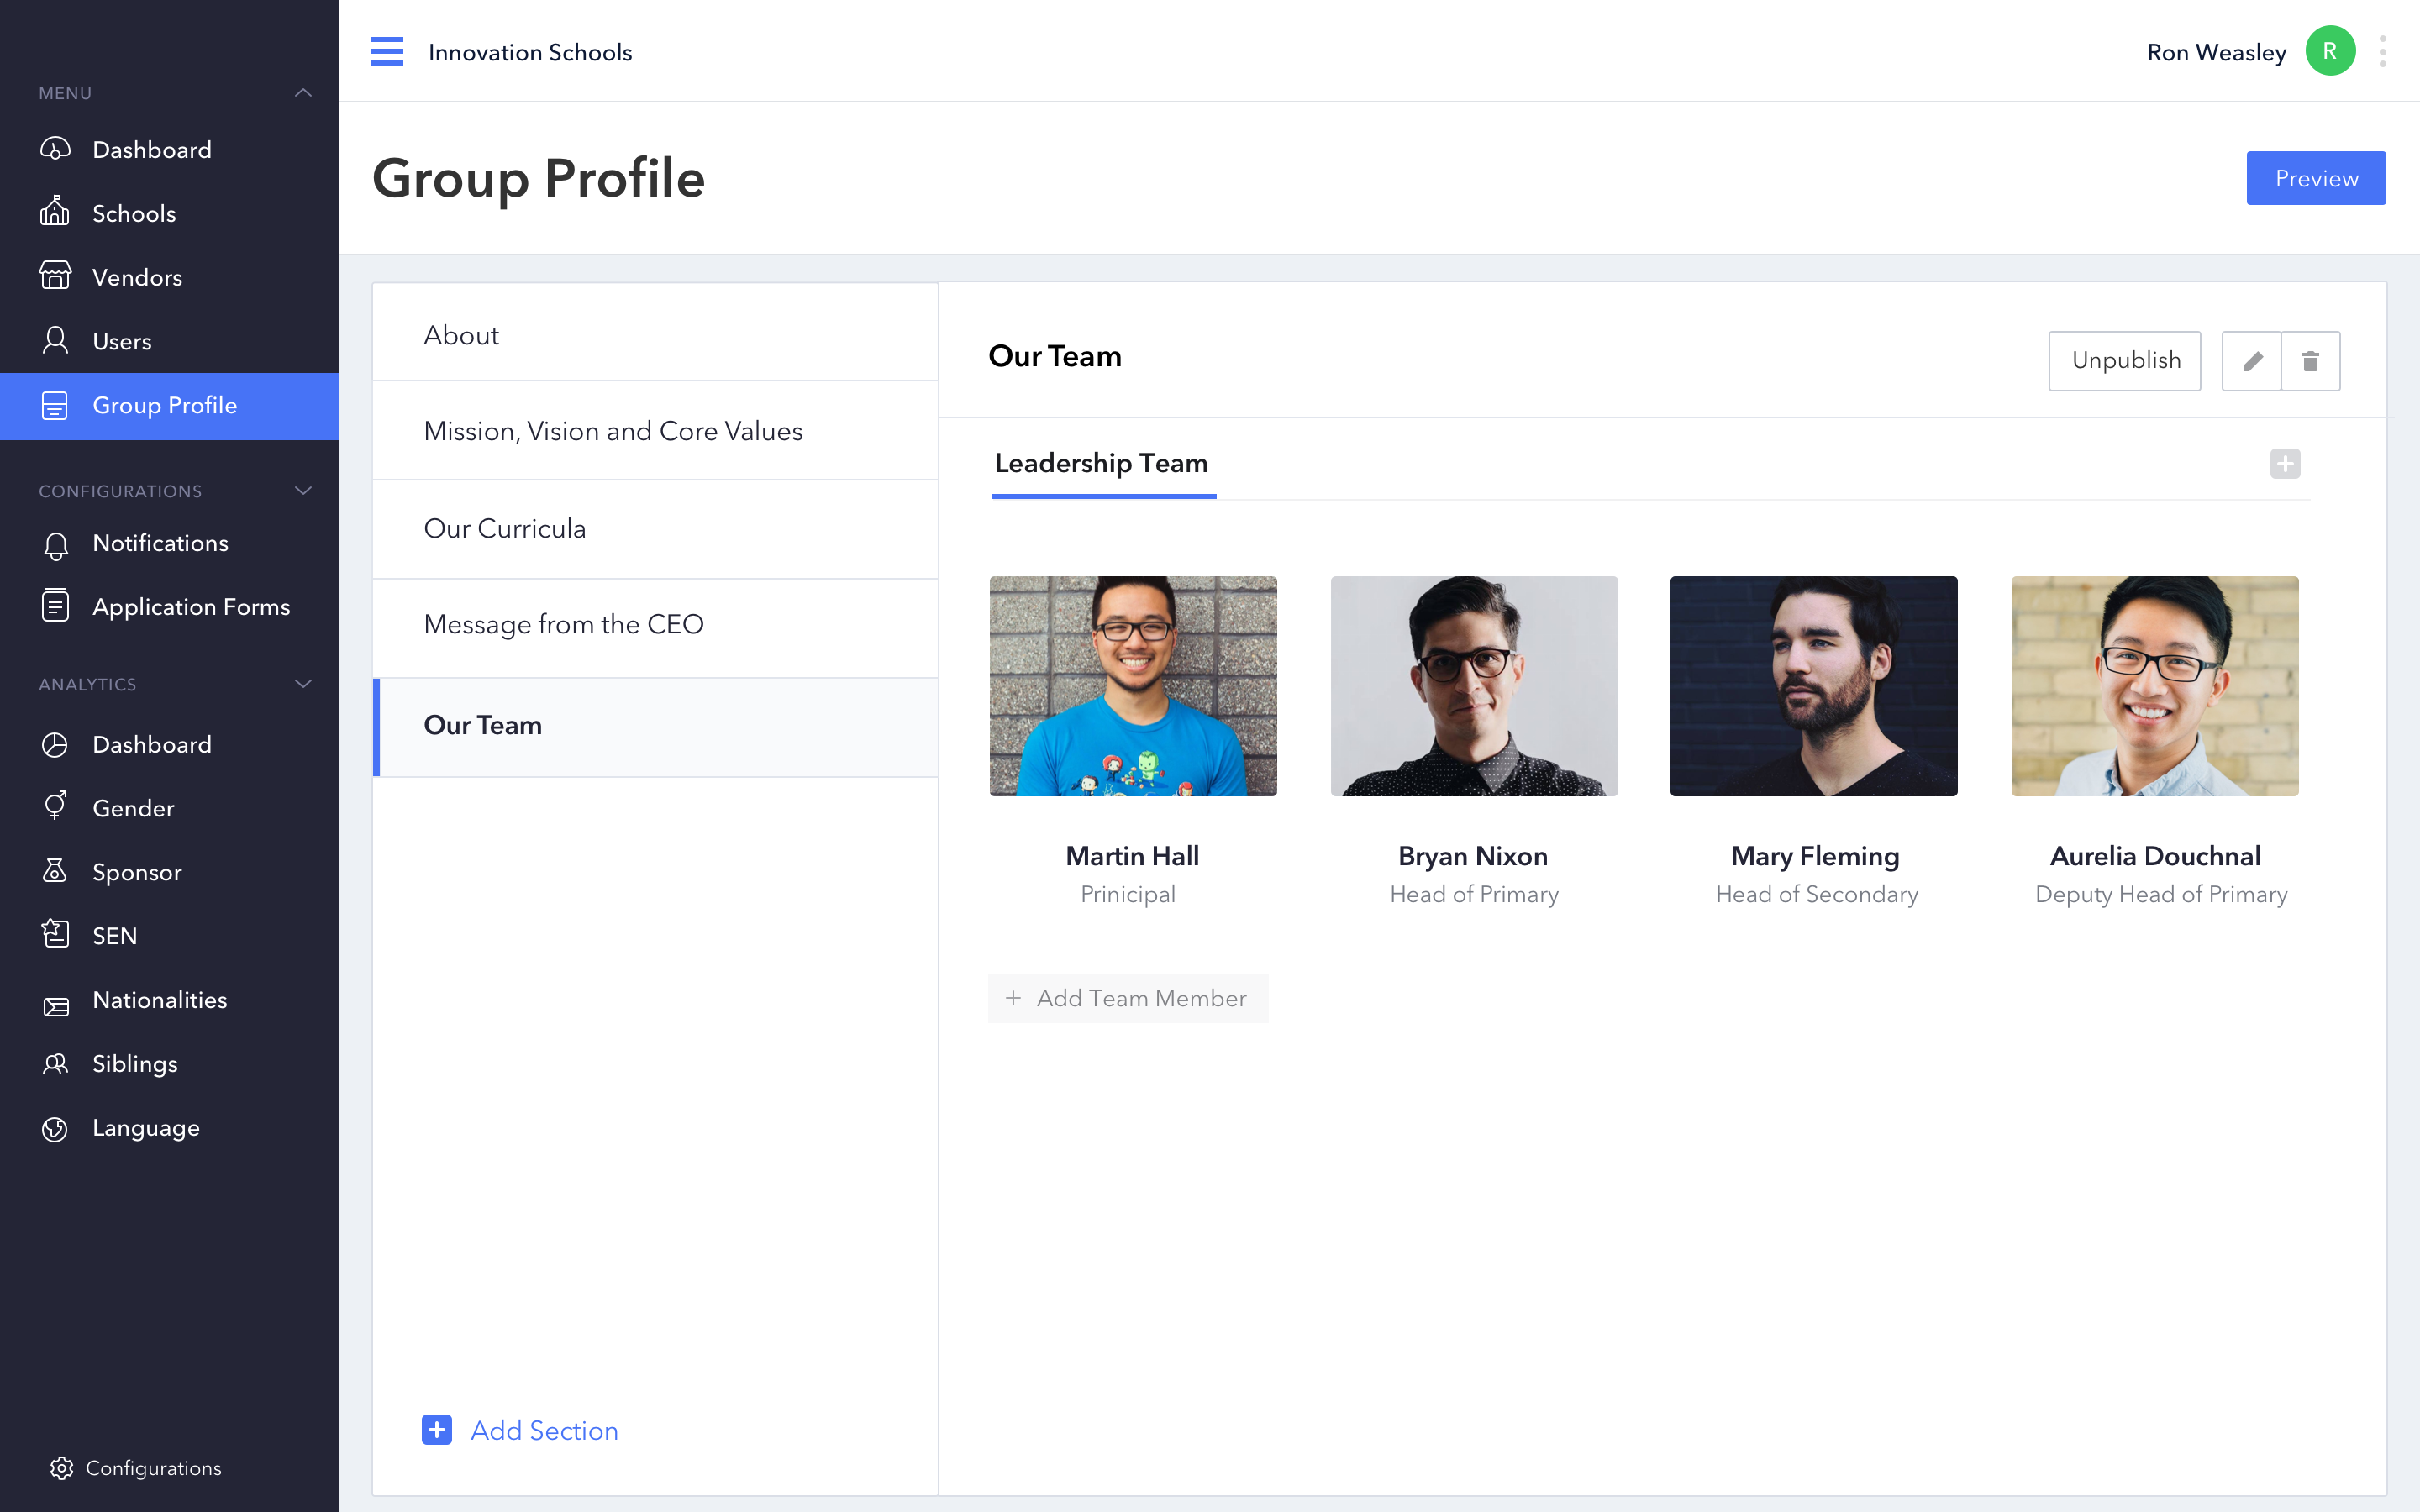 MENU
Dashboard
Schools
Vendors
Users
Group Profile
CONFIGURATIONS
Notifications
Application Forms
ANALYTICS
Dashboard
Gender
Sponsor
SEN
Nationalities
Siblings
Language
Configurations
Innovation Schools
Ron Weasley
R
Group Profile
Preview
About
Mission, Vision and Core Values
Our Curricula
Message from the CEO
Our Team
Add Section
Our Team
Unpublish
Leadership Team
Martin Hall
Prinicipal
Bryan Nixon
Head of Primary
Mary Fleming
Head of Secondary
Aurelia Douchnal
Deputy Head of Primary
+ Add Team Member